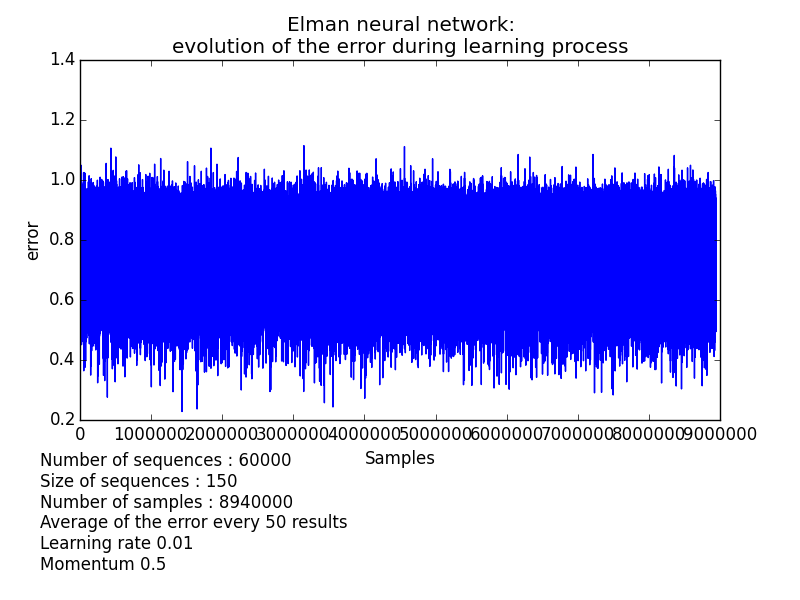 Elman neural network:
evolution of the error during learning process
1.4
1.2
1.0
0.8
0.6
0.4
0.2
error
0 1000000 2000000 3000000 4000000 5000000 6000000 7000000 8000000 9000000
Samples
Number of sequences : 60000
Size of sequences : 150
Number of samples : 8940000
Average of the error every 50 results
Learning rate 0.01
Momentum 0.5